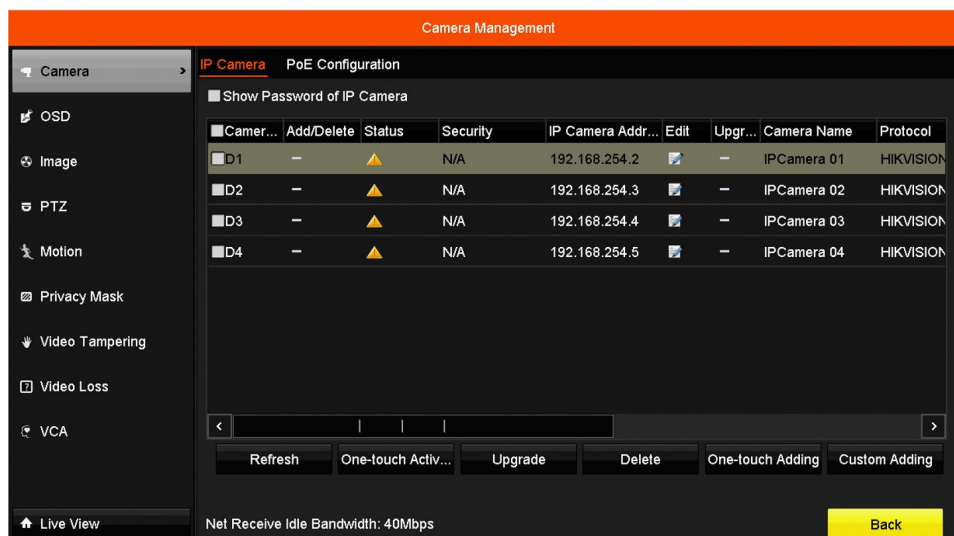 Camera Management
Camera
OSD
Image
PTZ
Motion
Privacy Mask
Video Tampering
Video Loss
VCA
Live View
IP Camera PoE Configuration
Show Password of IP Camera
Camer... Add/Delete Status Security IP Camera Addr... Edit Upgr... Camera Name Protocol
D1 – N/A 192.168.254.2 – IPCamera 01 HIKVISION
D2 – N/A 192.168.254.3 – IPCamera 02 HIKVISION
D3 – N/A 192.168.254.4 – IPCamera 03 HIKVISION
D4 – N/A 192.168.254.5 – IPCamera 04 HIKVISION
Refresh One-touch Activ... Upgrade Delete One-touch Adding Custom Adding
Net Receive Idle Bandwidth: 40Mbps
Back